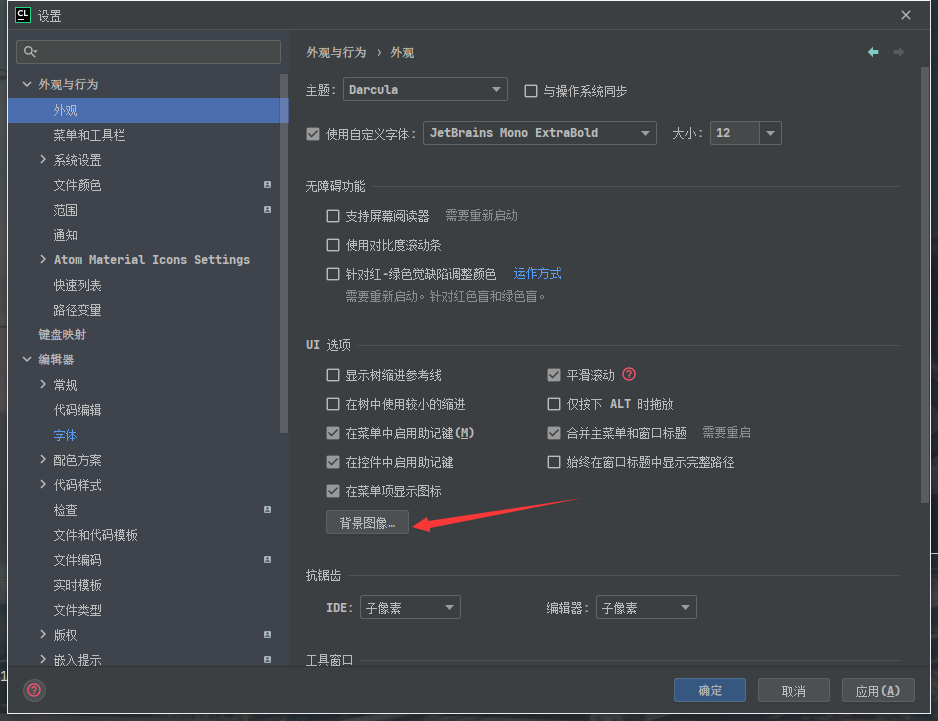 CL 设置
外观与行为
外观
菜单和工具栏
系统设置
文件颜色
范围
通知
Atom Material Icons Settings
快速列表
路径变量
键盘映射
编辑器
常规
代码编辑
字体
配色方案
代码样式
检查
文件和代码模板
文件编码
实时模板
文件类型
版权
嵌入提示
外观与行为 › 外观
主题: Darcula 与操作系统同步
使用自定义字体: JetBrains Mono ExtraBold 大小: 12
无障碍功能
支持屏幕阅读器 需要重新启动
使用对比度滚动条
针对红-绿色觉缺陷调整颜色 运作方式
需要重新启动。针对红色盲和绿色盲。
UI 选项
显示树缩进参考线 平滑滚动 ?
在树中使用较小的缩进 仅按下 ALT 时拖放
在菜单中启用助记键(M) 合并主菜单和窗口标题 需要重启
在控件中启用助记键 始终在窗口标题中显示完整路径
在菜单项显示图标
背景图像…
抗锯齿
IDE: 子像素 编辑器: 子像素
工具窗口
1
? 确定 取消 应用(A)